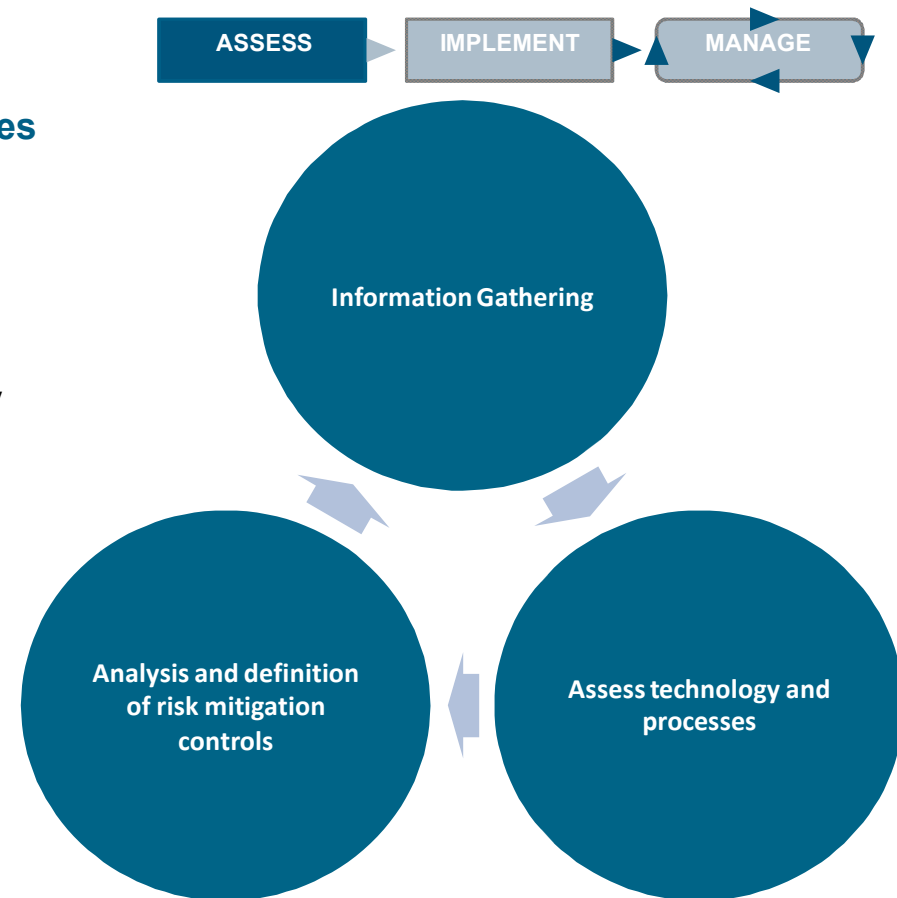 ASSESS
IMPLEMENT
MANAGE
es
Information Gathering
y
Analysis and definition
of risk mitigation
controls
Assess technology and
processes